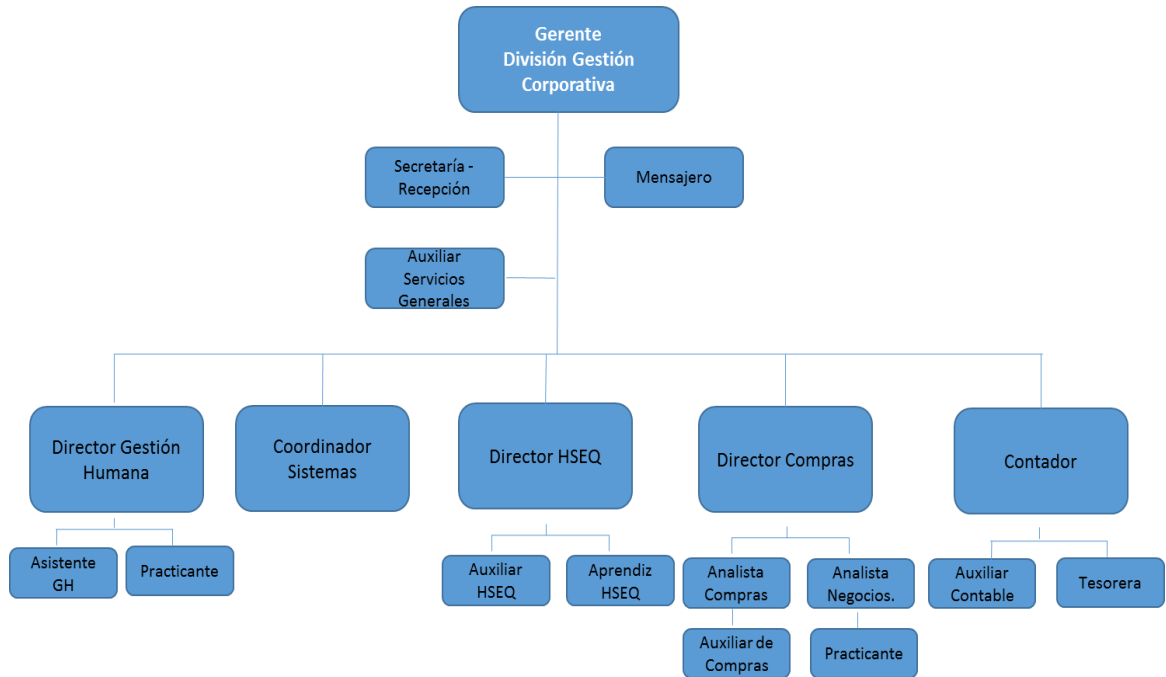 Gerente
División Gestión
Corporativa
Secretaría -
Recepción
Mensajero
Auxiliar
Servicios
Generales
Director Gestión
Humana
Coordinador
Sistemas
Director HSEQ
Director Compras
Contador
Asistente
GH
Practicante
Auxiliar
HSEQ
Aprendiz
HSEQ
Analista
Compras
Analista
Negocios.
Auxiliar
Contable
Tesorera
Auxiliar de
Compras
Practicante